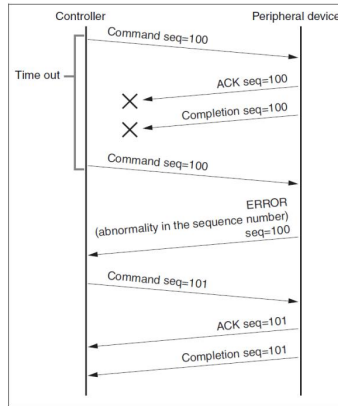 Controller
Peripheral device
Command seq=100
Time out
ACK seq=100
Completion seq=100
Command seq=100
ERROR
(abnormality in the sequence number)
seq=100
Command seq=101
ACK seq=101
Completion seq=101